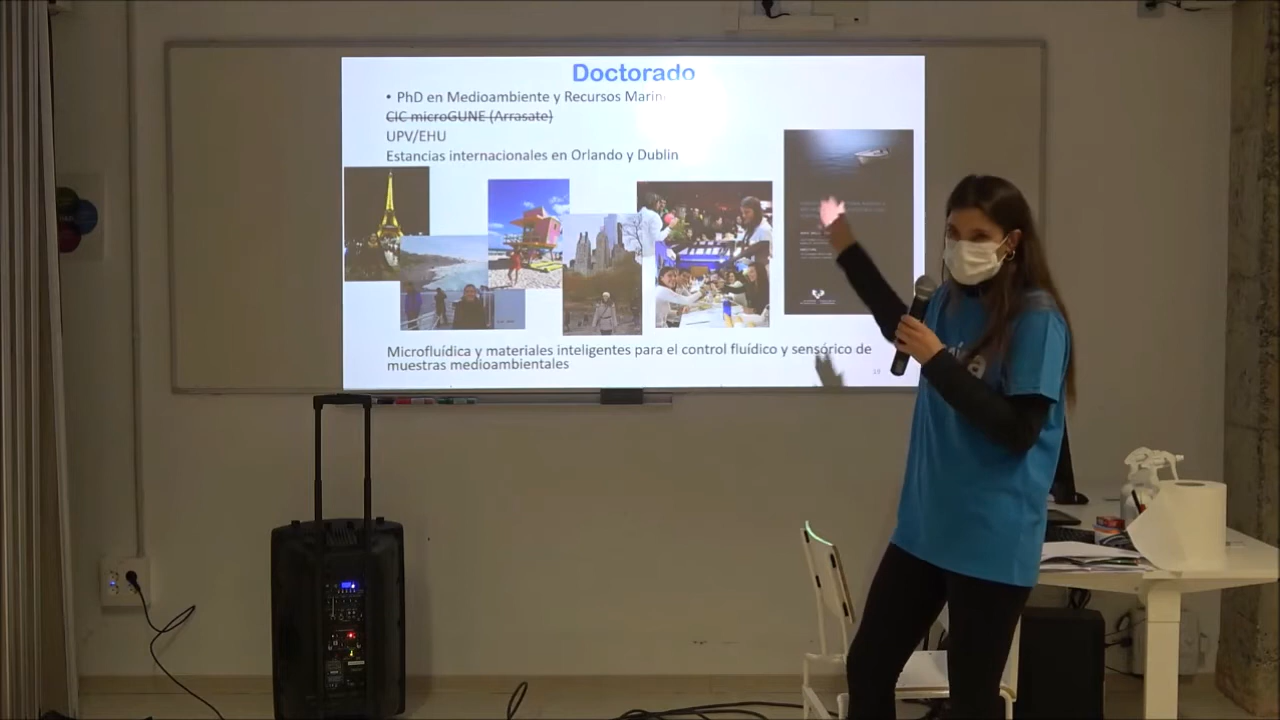 Doctorado
• PhD en Medioambiente y Recursos Marin
CIC microGUNE (Arrasate)
UPV/EHU
Estancias internacionales en Orlando y Dublin
Microfluídica y materiales inteligentes para el control fluídico y sensórico de
muestras medioambientales